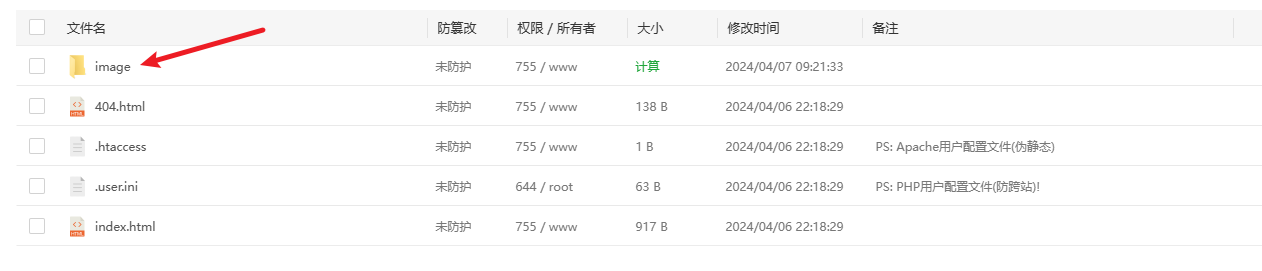 文件名 防篡改 权限 / 所有者 大小 修改时间 备注
image 未防护 755 / www 计算 2024/04/07 09:21:33
404.html 未防护 755 / www 138 B 2024/04/06 22:18:29
.htaccess 未防护 755 / www 1 B 2024/04/06 22:18:29 PS: Apache用户配置文件(伪静态)
.user.ini 未防护 644 / root 63 B 2024/04/06 22:18:29 PS: PHP用户配置文件(防跨站)!
index.html 未防护 755 / www 917 B 2024/04/06 22:18:29